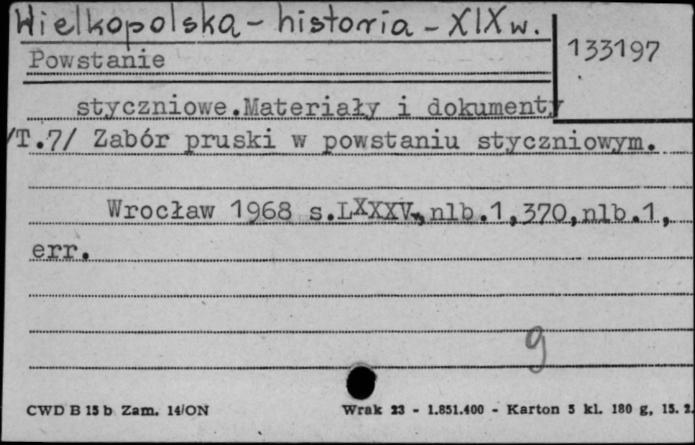 Wielkopolska - historia - XIX w.
133197
Powstanie
styczniowe.Materiały i dokumenty
/T.7/ Zabór pruski w powstaniu styczniowym.
Wrocław 1968 s.LXXXV,nlb.1,370,nlb.1,
err.
g
CWD B 15 b Zam. 14/ON
Wrak 23 - 1.851.400 - Karton 5 kl. 180 g, 15. 2.